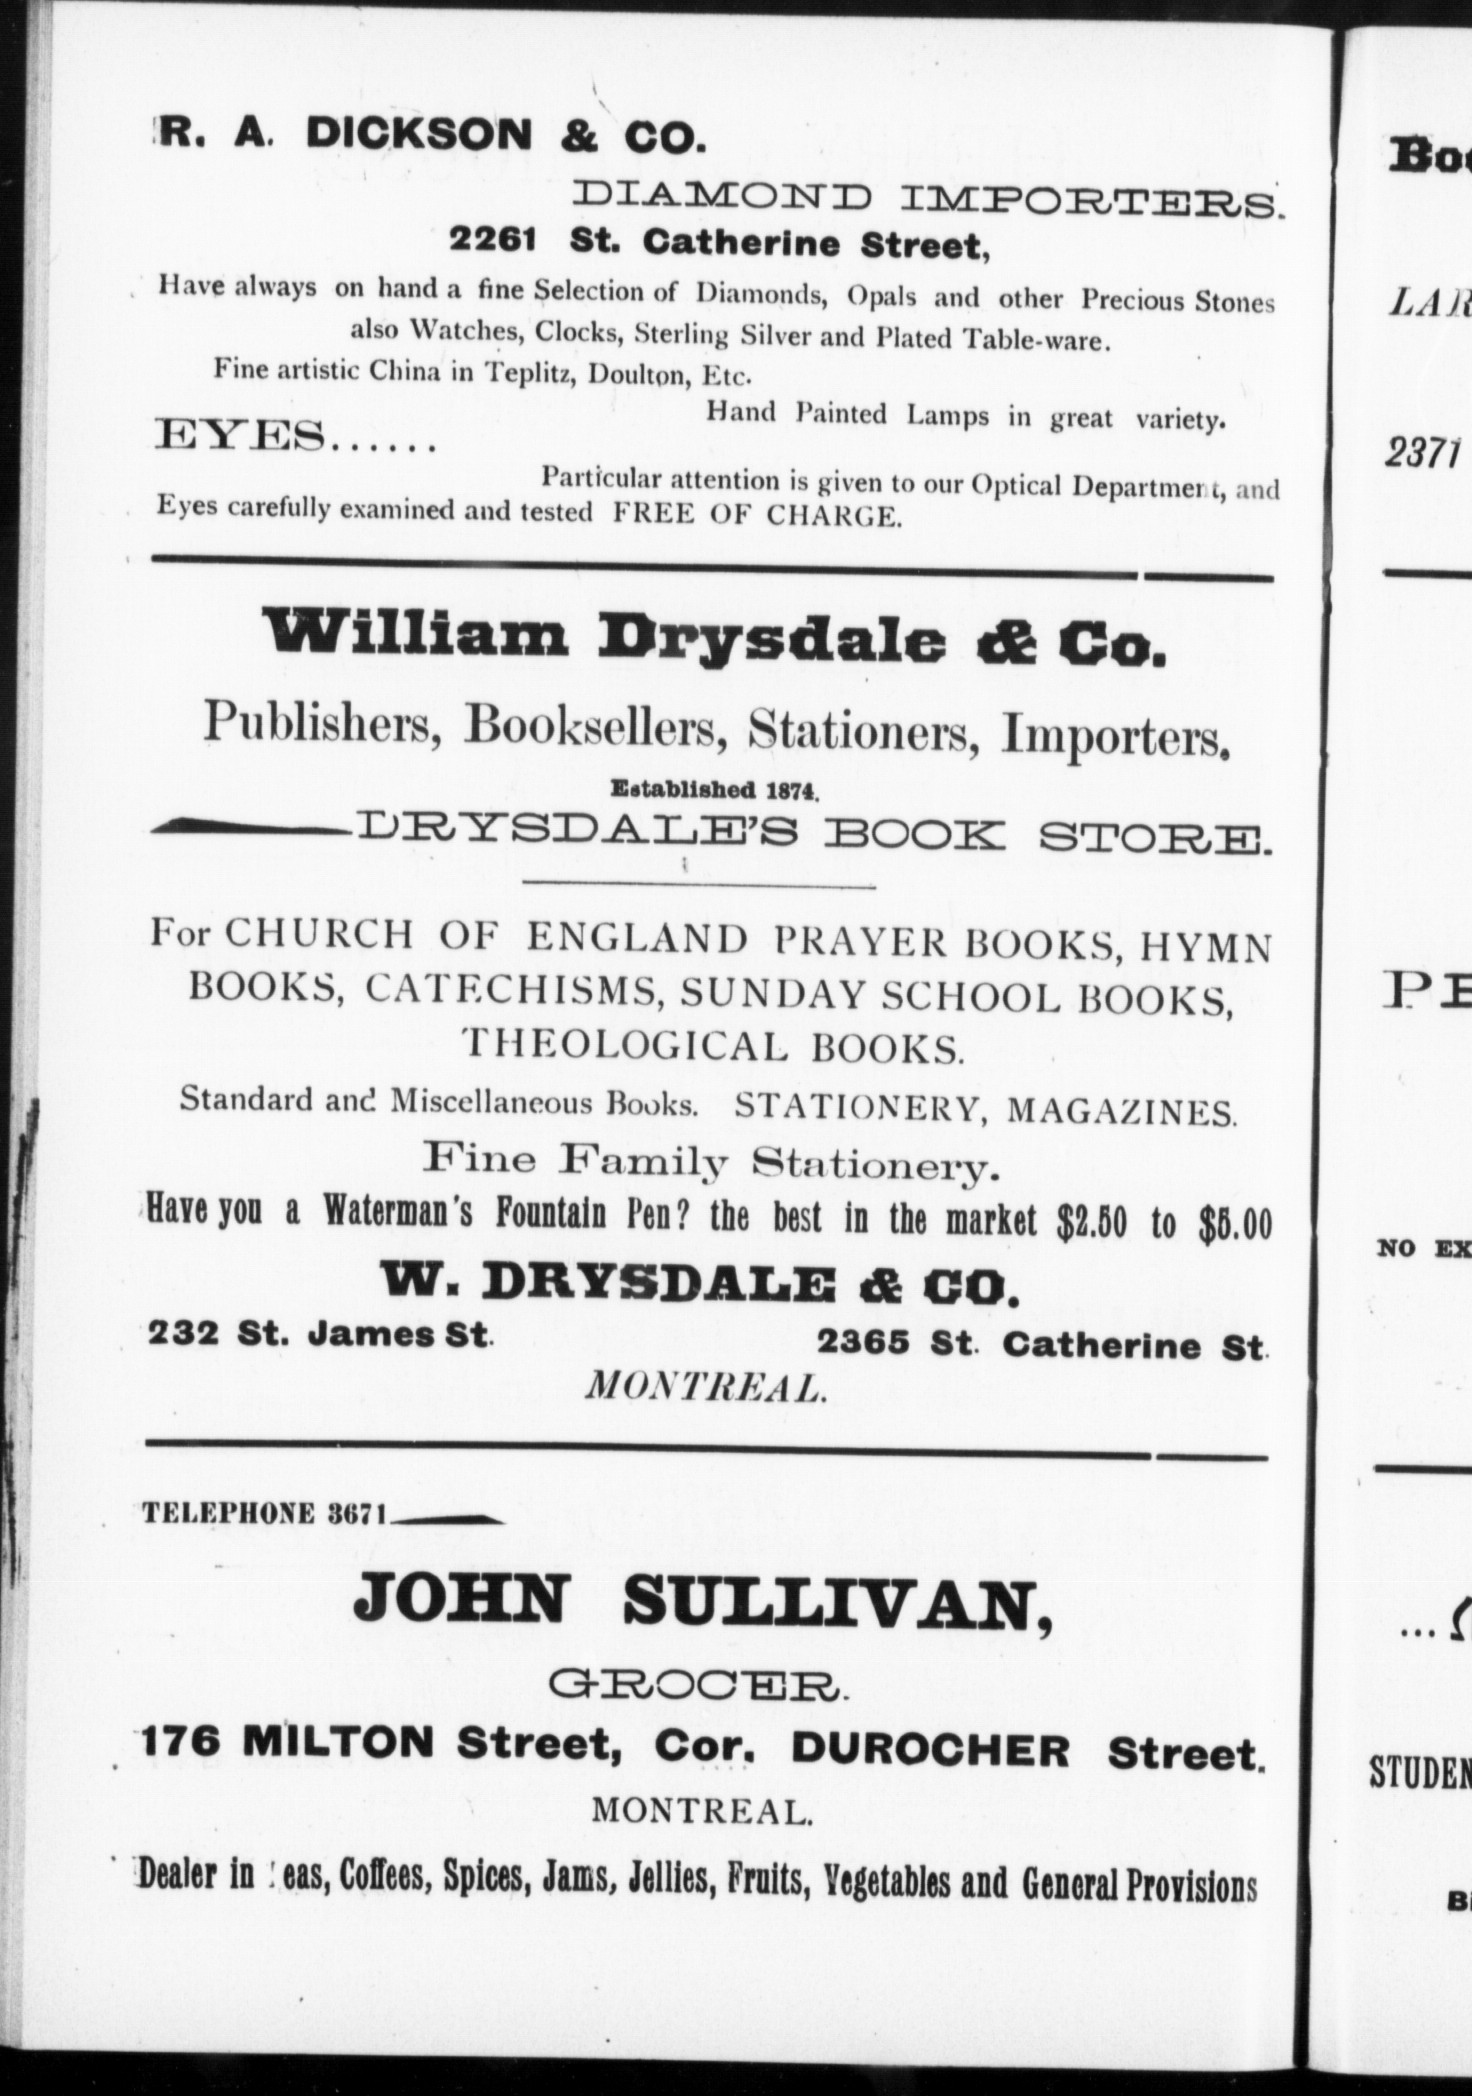 R. A. DICKSON & CO.
DIAMOND IMPORTERS.
2261 St. Catherine Street,
Have always on hand a fine Selection of Diamonds, Opals and other Precious Stones
also Watches, Clocks, Sterling Silver and Plated Table-ware.
Fine artistic China in Teplitz, Doulton, Etc.
Hand Painted Lamps in great variety.
EYES......
Particular attention is given to our Optical Department, and
Eyes carefully examined and tested FREE OF CHARGE.
William Drysdale & Co.
Publishers, Booksellers, Stationers, Importers.
Established 1874.
DRYSDALE'S BOOK STORE.
For CHURCH OF ENGLAND PRAYER BOOKS, HYMN
BOOKS, CATECHISMS, SUNDAY SCHOOL BOOKS,
THEOLOGICAL BOOKS.
Standard and Miscellaneous Books. STATIONERY, MAGAZINES.
Fine Family Stationery.
Have you a Waterman's Fountain Pen? the best in the market $2.50 to $5.00
W. DRYSDALE & CO.
232 St. James St. 2365 St. Catherine St.
MONTREAL.
TELEPHONE 3671
JOHN SULLIVAN,
GROCER.
176 MILTON Street, Cor. DUROCHER Street.
MONTREAL.
Dealer in eas, Coffees, Spices, Jams, Jellies, Fruits, Vegetables and General Provisions
2371
NO